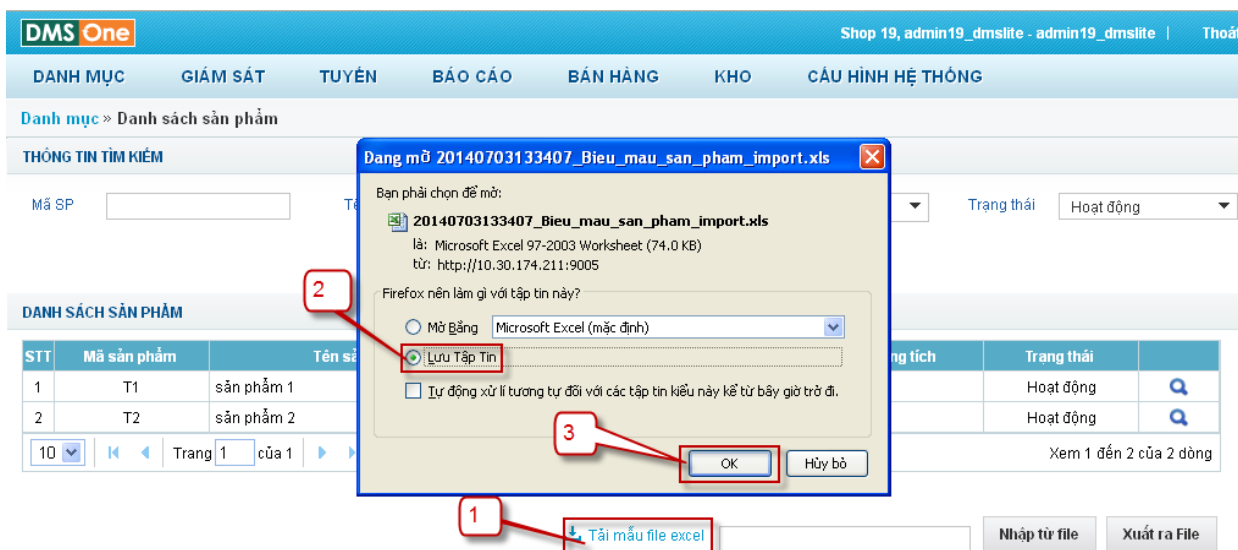 DMS One
Shop 19, admin19_dmslite - admin19_dmslite | Thoát
DANH MỤC GIÁM SÁT TUYẾN BÁO CÁO BÁN HÀNG KHO CẤU HÌNH HỆ THỐNG
Danh mục » Danh sách sản phẩm
THÔNG TIN TÌM KIẾM
Mã SP
Trạng thái Hoạt động
Đang mở 20140703133407_Bieu_mau_san_pham_import.xls
Bạn phải chọn để mở:
20140703133407_Bieu_mau_san_pham_import.xls
là: Microsoft Excel 97-2003 Worksheet (74.0 KB)
từ: http://10.30.174.211:9005
Firefox nên làm gì với tập tin này?
Mở Bằng Microsoft Excel (mặc định)
2
Lưu Tập Tin
Tự động xử lí tương tự đối với các tập tin kiểu này kể từ bây giờ trở đi.
3
OK Hủy bỏ
DANH SÁCH SẢN PHẨM
STT Mã sản phẩm Tên sả ng tích Trạng thái
1 T1 sản phẩm 1 Hoạt động
2 T2 sản phẩm 2 Hoạt động
10 Trang 1 của 1 Xem 1 đến 2 của 2 dòng
1
Tải mẫu file excel Nhập từ file Xuất ra File